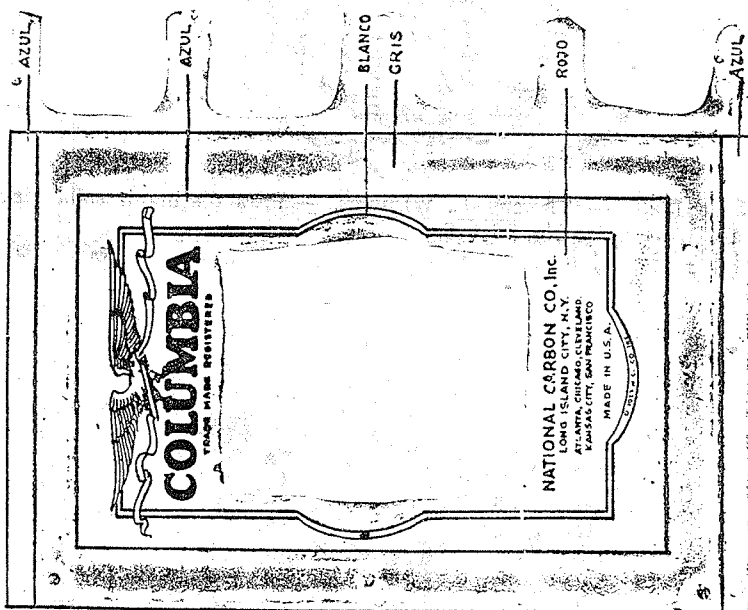 AZUL
AZUL
BLANCO
GRIS
ROJO
AZUL
COLUMBIA
TRADE MARK REGISTERED
NATIONAL CARBON CO., Inc.
LONG ISLAND CITY, N.Y.
ATLANTA, CHICAGO, CLEVELAND,
KANSAS CITY, SAN FRANCISCO
MADE IN U.S.A.